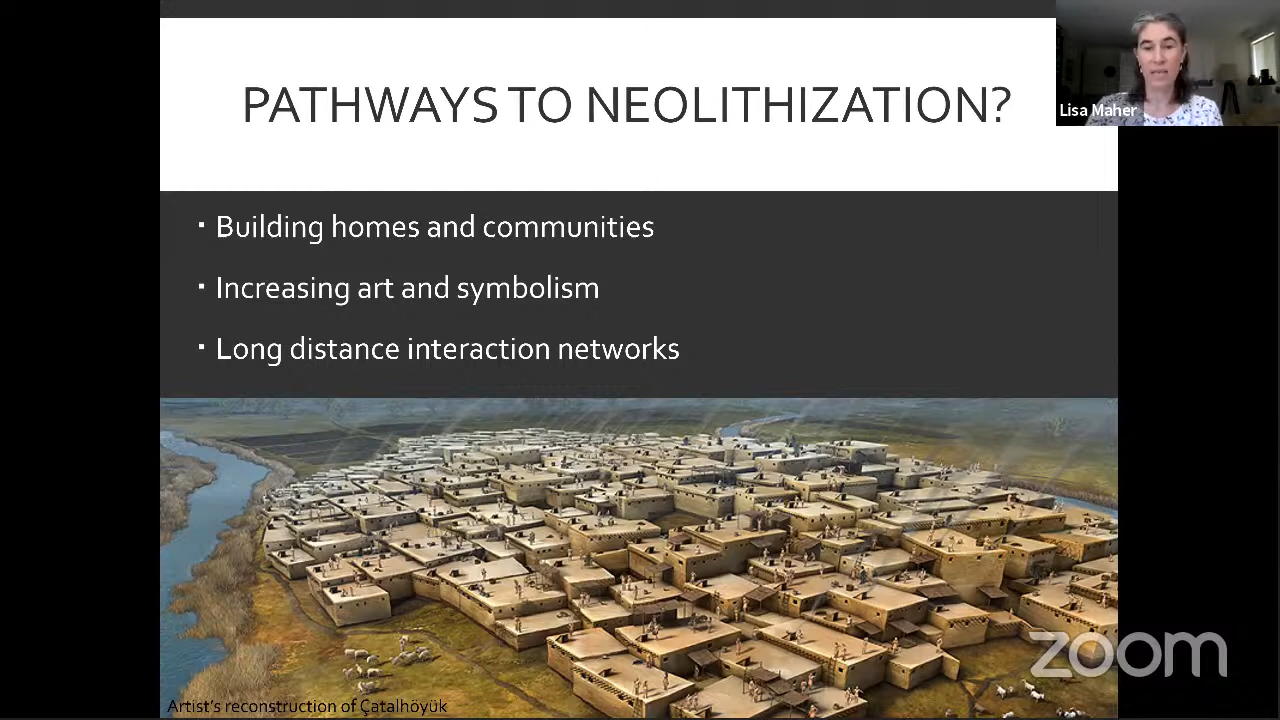 PATHWAYS TO NEOLITHIZATION?
Lisa Maher
▪ Building homes and communities
▪ Increasing art and symbolism
▪ Long distance interaction networks
zoom
Artist's reconstruction of Çatalhöyük